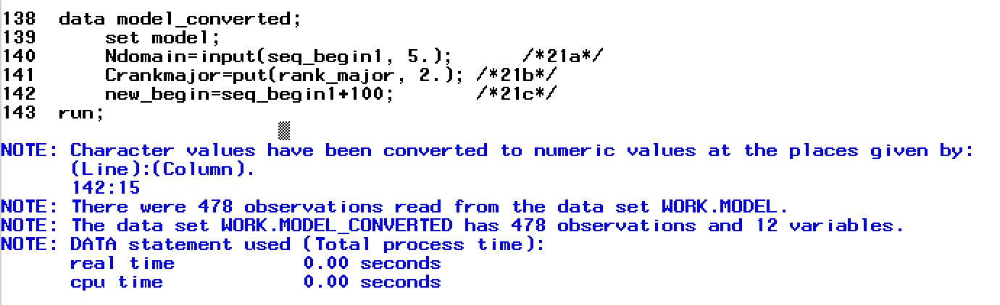 138  data model_converted;
139      set model;
140      Ndomain=input(seq_begin1, 5.);      /*21a*/
141      Crankmajor=put(rank_major, 2.); /*21b*/
142      new_begin=seq_begin1+100;       /*21c*/
143  run;
NOTE: Character values have been converted to numeric values at the places given by:
      (Line):(Column).
      142:15
NOTE: There were 478 observations read from the data set WORK.MODEL.
NOTE: The data set WORK.MODEL_CONVERTED has 478 observations and 12 variables.
NOTE: DATA statement used (Total process time):
      real time           0.00 seconds
      cpu time            0.00 seconds